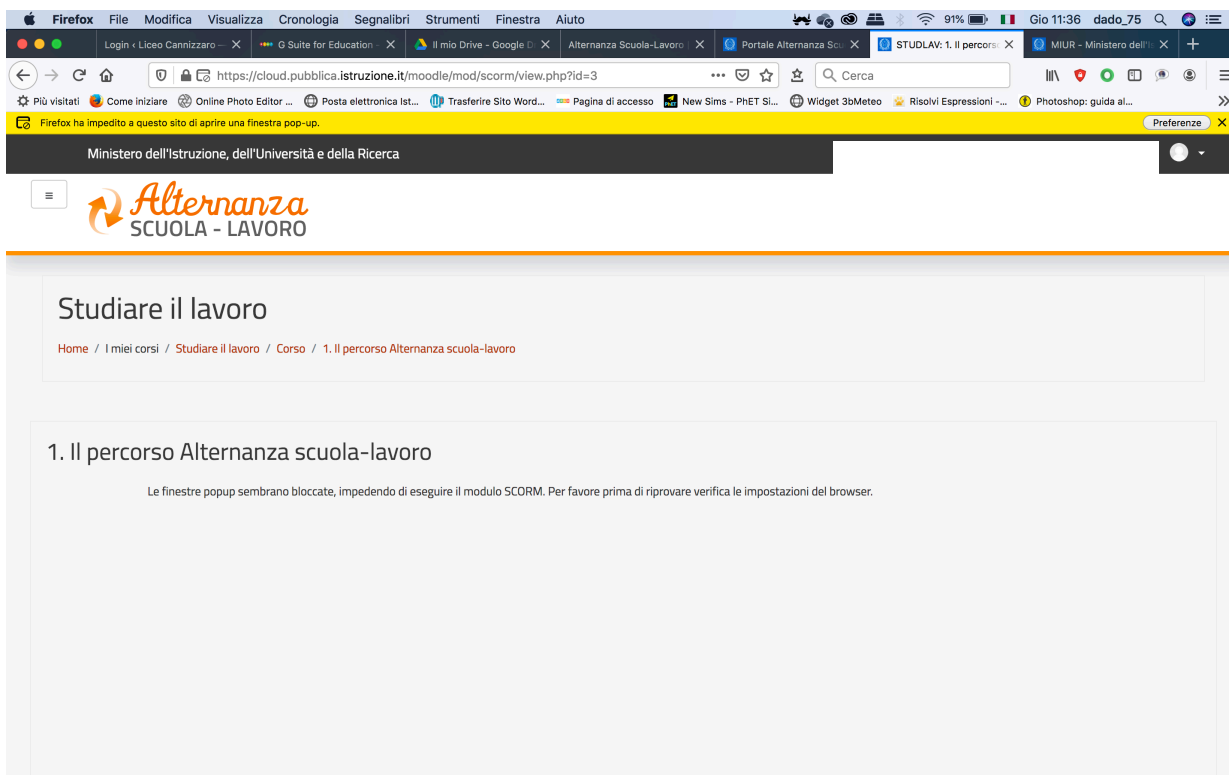 Firefox File Modifica Visualizza Cronologia Segnalibri Strumenti Finestra Aiuto 91% Gio 11:36 dado_75
Login ‹ Liceo Cannizzaro — G Suite for Education - Il mio Drive - Google D Alternanza Scuola-Lavoro Portale Alternanza Scu STUDLAV: 1. Il percorso MIUR - Ministero dell'Is
https://cloud.pubblica.istruzione.it/moodle/mod/scorm/view.php?id=3 Cerca
Più visitati Come iniziare Online Photo Editor ... Posta elettronica Ist... Trasferire Sito Word... Pagina di accesso New Sims - PhET Si... Widget 3bMeteo Risolvi Espressioni -... Photoshop: guida al...
Firefox ha impedito a questo sito di aprire una finestra pop-up. Preferenze
Ministero dell'Istruzione, dell'Università e della Ricerca
Alternanza
SCUOLA - LAVORO
Studiare il lavoro
Home / I miei corsi / Studiare il lavoro / Corso / 1. Il percorso Alternanza scuola-lavoro
1. Il percorso Alternanza scuola-lavoro
Le finestre popup sembrano bloccate, impedendo di eseguire il modulo SCORM. Per favore prima di riprovare verifica le impostazioni del browser.